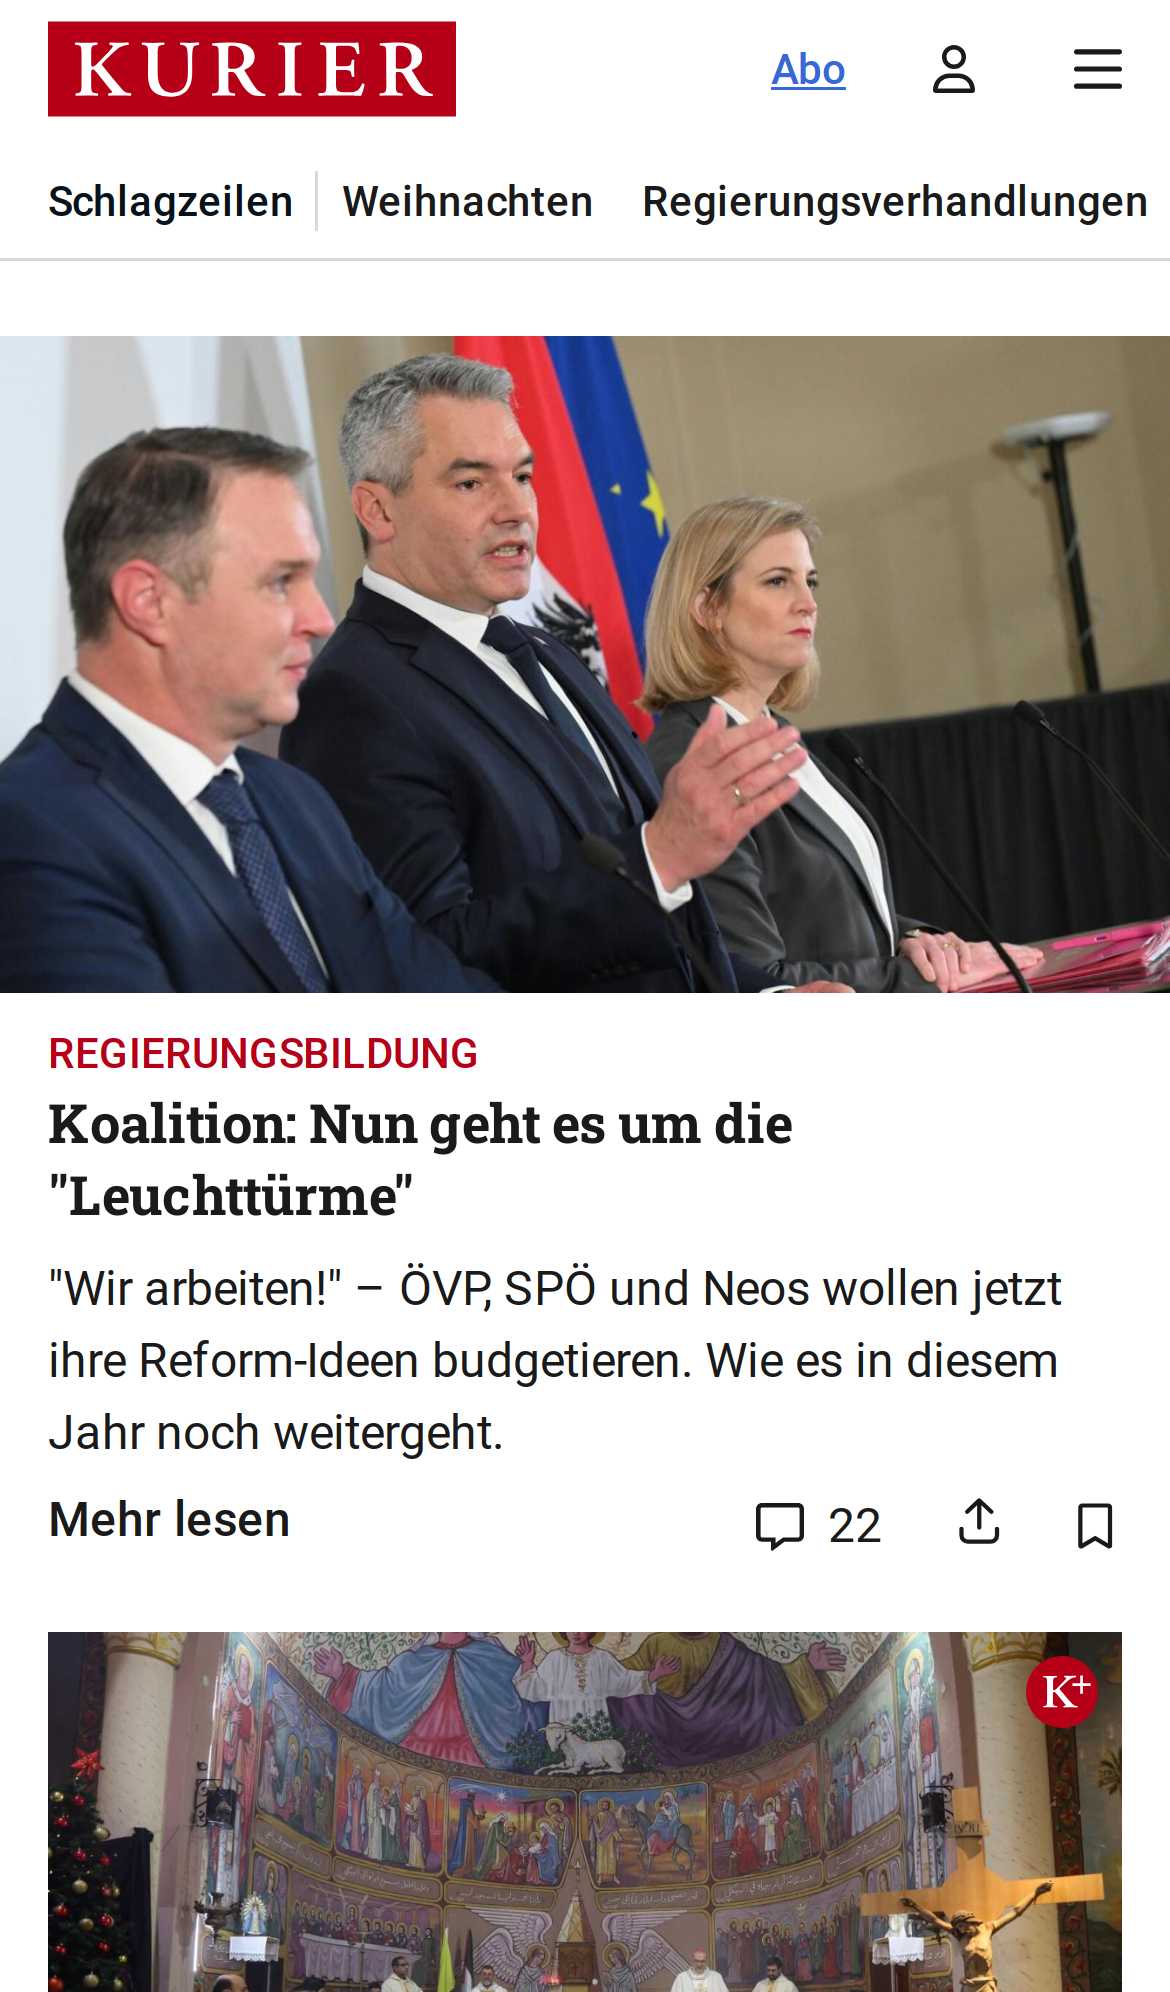 KURIER
Abo
Schlagzeilen
Weihnachten
Regierungsverhandlungen
REGIERUNGSBILDUNG
Koalition: Nun geht es um die
"Leuchttürme"
"Wir arbeiten!" – ÖVP, SPÖ und Neos wollen jetzt
ihre Reform-Ideen budgetieren. Wie es in diesem
Jahr noch weitergeht.
Mehr lesen
22
K+